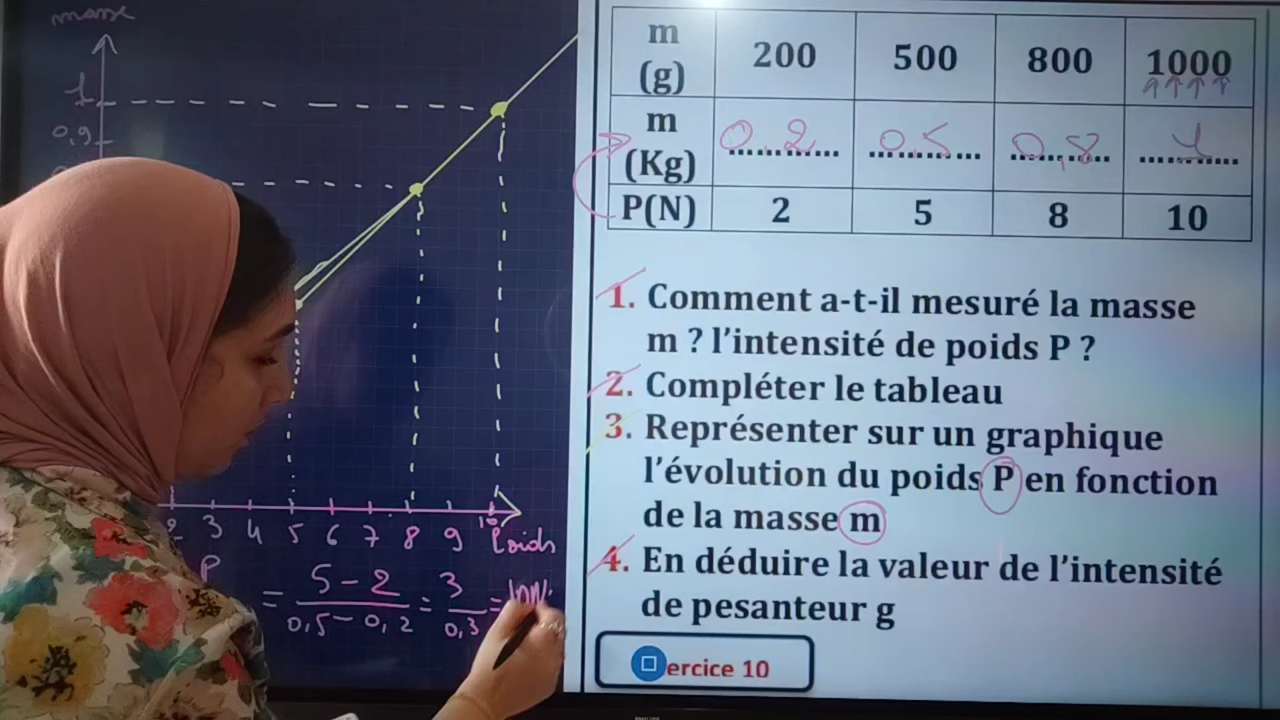 masse
1
0,9
2 3 4 5 6 7 8 9 10 Poids
P
= 5 - 2 / 0,5 - 0,2 = 3 / 0,3 =
m (g) 200 500 800 1000
m (Kg) 0.2 0.5 0,8 1
P(N) 2 5 8 10
1. Comment a-t-il mesuré la masse
m ? l'intensité de poids P ?
2. Compléter le tableau
3. Représenter sur un graphique
l'évolution du poids P en fonction
de la masse m
4. En déduire la valeur de l'intensité
de pesanteur g
ercice 10